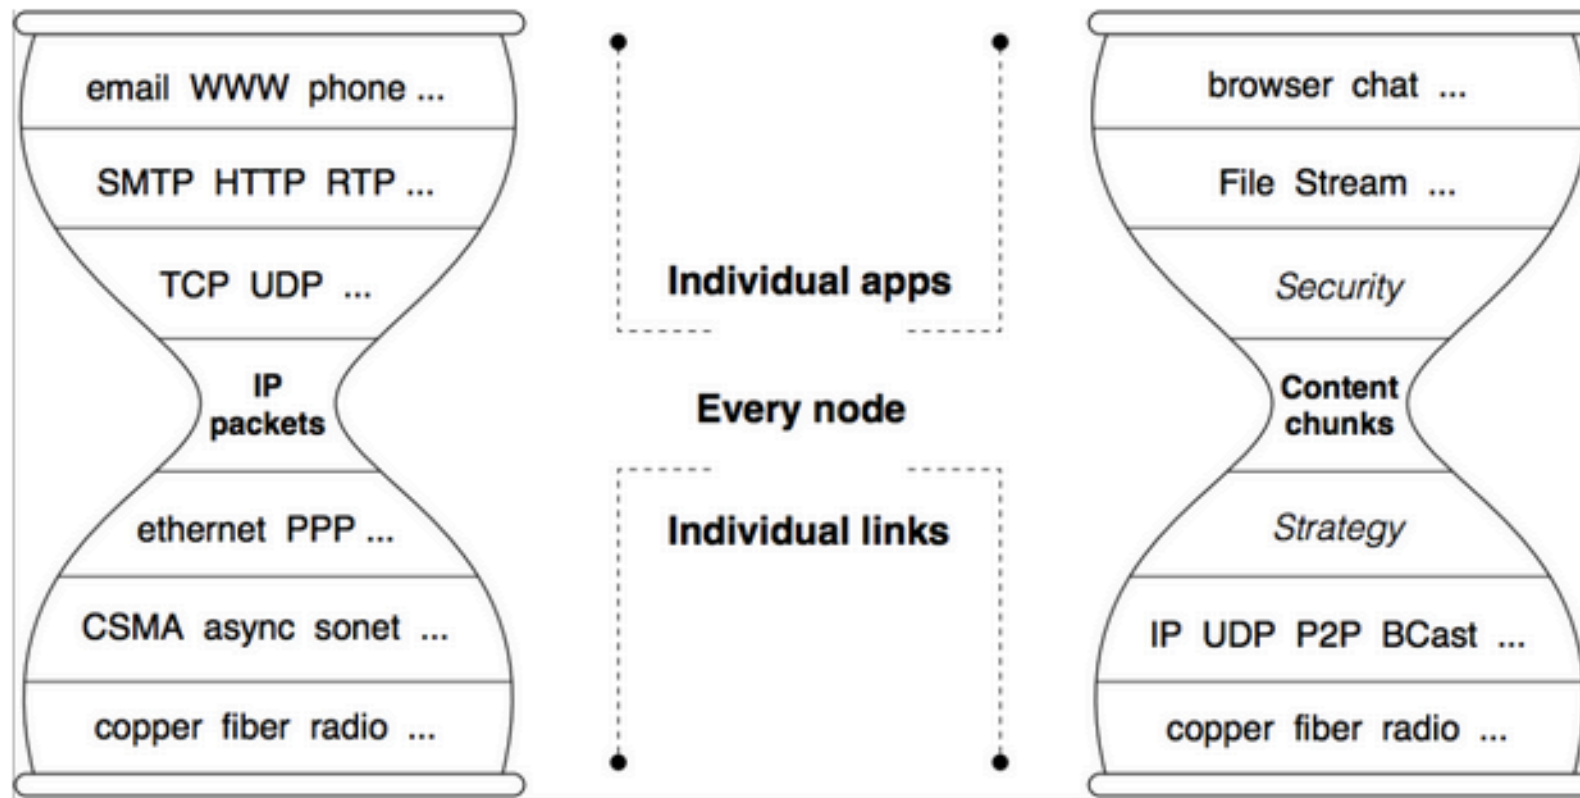 email WWW phone ...
SMTP HTTP RTP ...
TCP UDP ...
IP
packets
ethernet PPP ...
CSMA async sonet ...
copper fiber radio ...
Individual apps
Every node
Individual links
browser chat ...
File Stream ...
Security
Content
chunks
Strategy
IP UDP P2P BCast ...
copper fiber radio ...